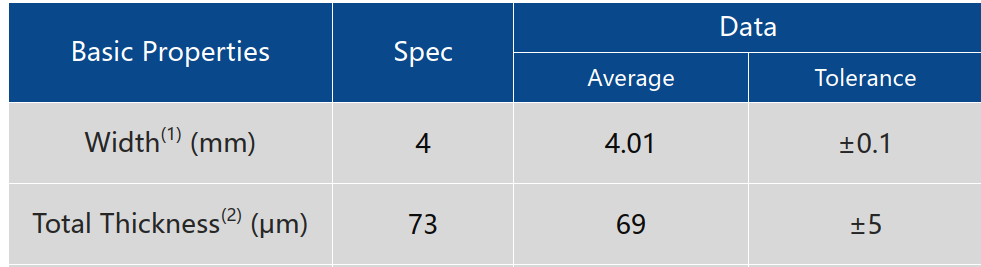 Basic Properties Spec Data
Average Tolerance
Width(1) (mm) 4 4.01 ±0.1
Total Thickness(2) (μm) 73 69 ±5